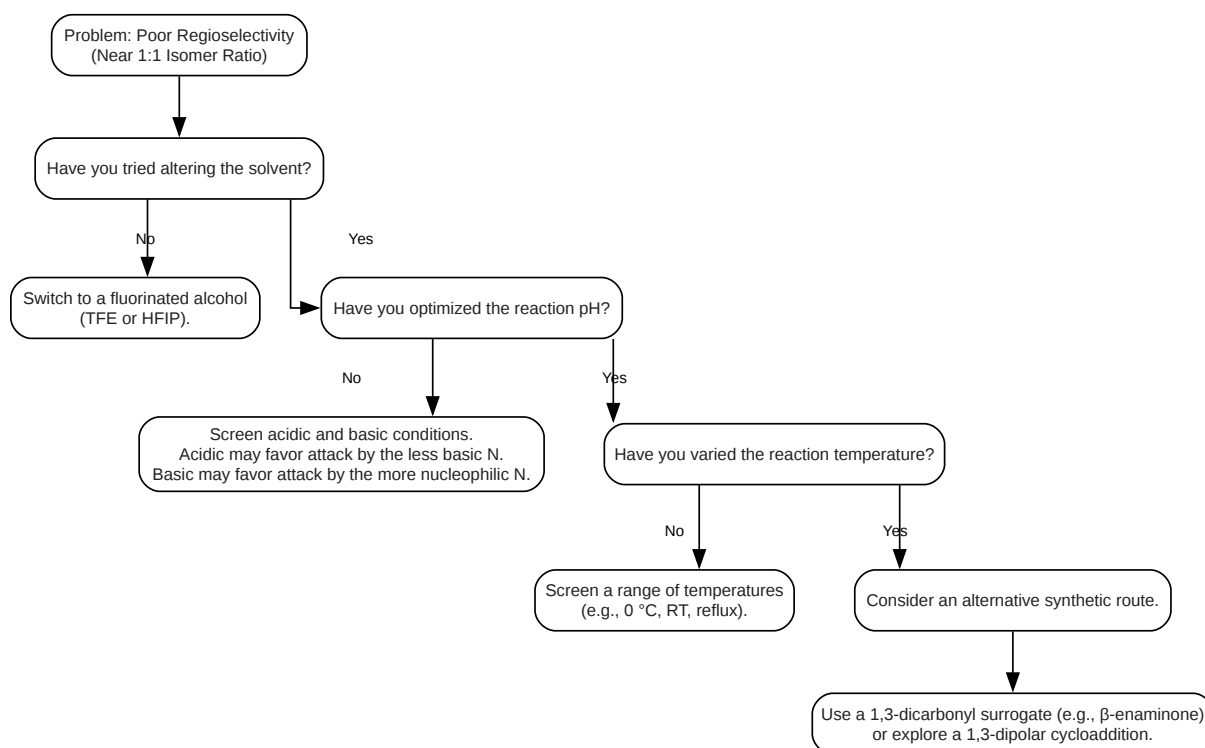 Problem: Poor Regioselectivity
(Near 1:1 Isomer Ratio)
Have you tried altering the solvent?
No
Yes
Switch to a fluorinated alcohol
(TFE or HFIP).
Have you optimized the reaction pH?
No
Yes
Screen acidic and basic conditions.
Acidic may favor attack by the less basic N.
Basic may favor attack by the more nucleophilic N.
Have you varied the reaction temperature?
No
Yes
Screen a range of temperatures
(e.g., 0 °C, RT, reflux).
Consider an alternative synthetic route.
Use a 1,3-dicarbonyl surrogate (e.g., β-enaminone)
or explore a 1,3-dipolar cycloaddition.